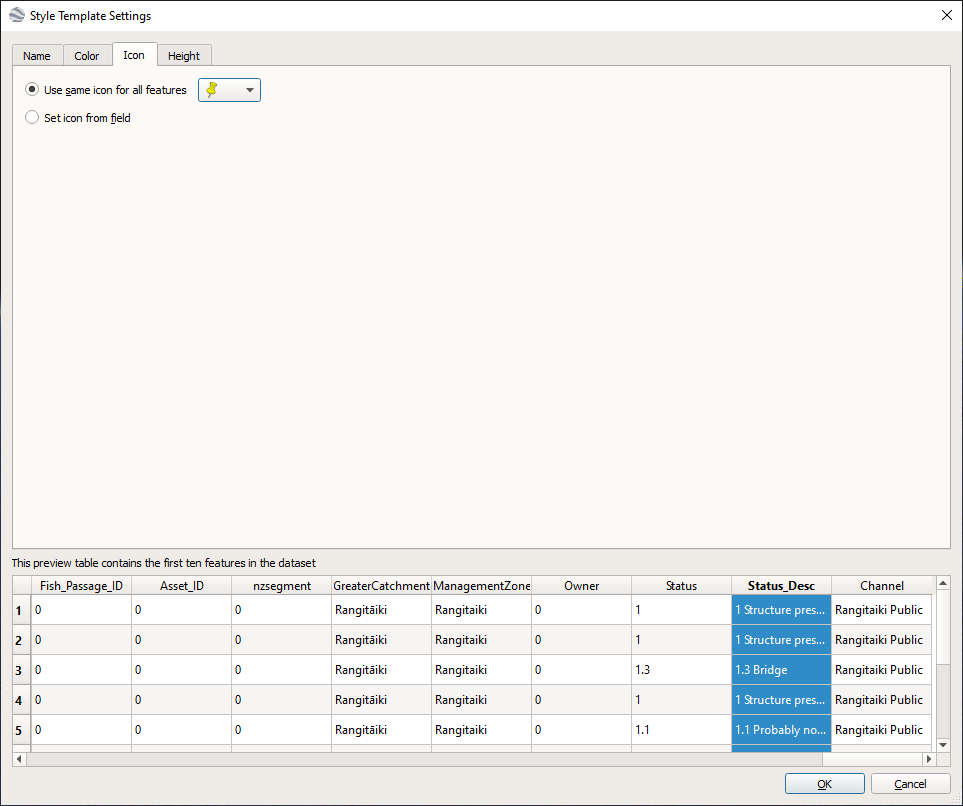 Style Template Settings
Name Color Icon Height
Use same icon for all features
Set icon from field
This preview table contains the first ten features in the dataset
Fish_Passage_ID Asset_ID nzsegment GreaterCatchment ManagementZone Owner Status Status_Desc Channel
1 0 0 0 Rangitāiki Rangitaiki 0 1 1 Structure pres... Rangitaiki Public
2 0 0 0 Rangitāiki Rangitaiki 0 1 1 Structure pres... Rangitaiki Public
3 0 0 0 Rangitāiki Rangitaiki 0 1.3 1.3 Bridge Rangitaiki Public
4 0 0 0 Rangitāiki Rangitaiki 0 1 1 Structure pres... Rangitaiki Public
5 0 0 0 Rangitāiki Rangitaiki 0 1.1 1.1 Probably no... Rangitaiki Public
OK Cancel